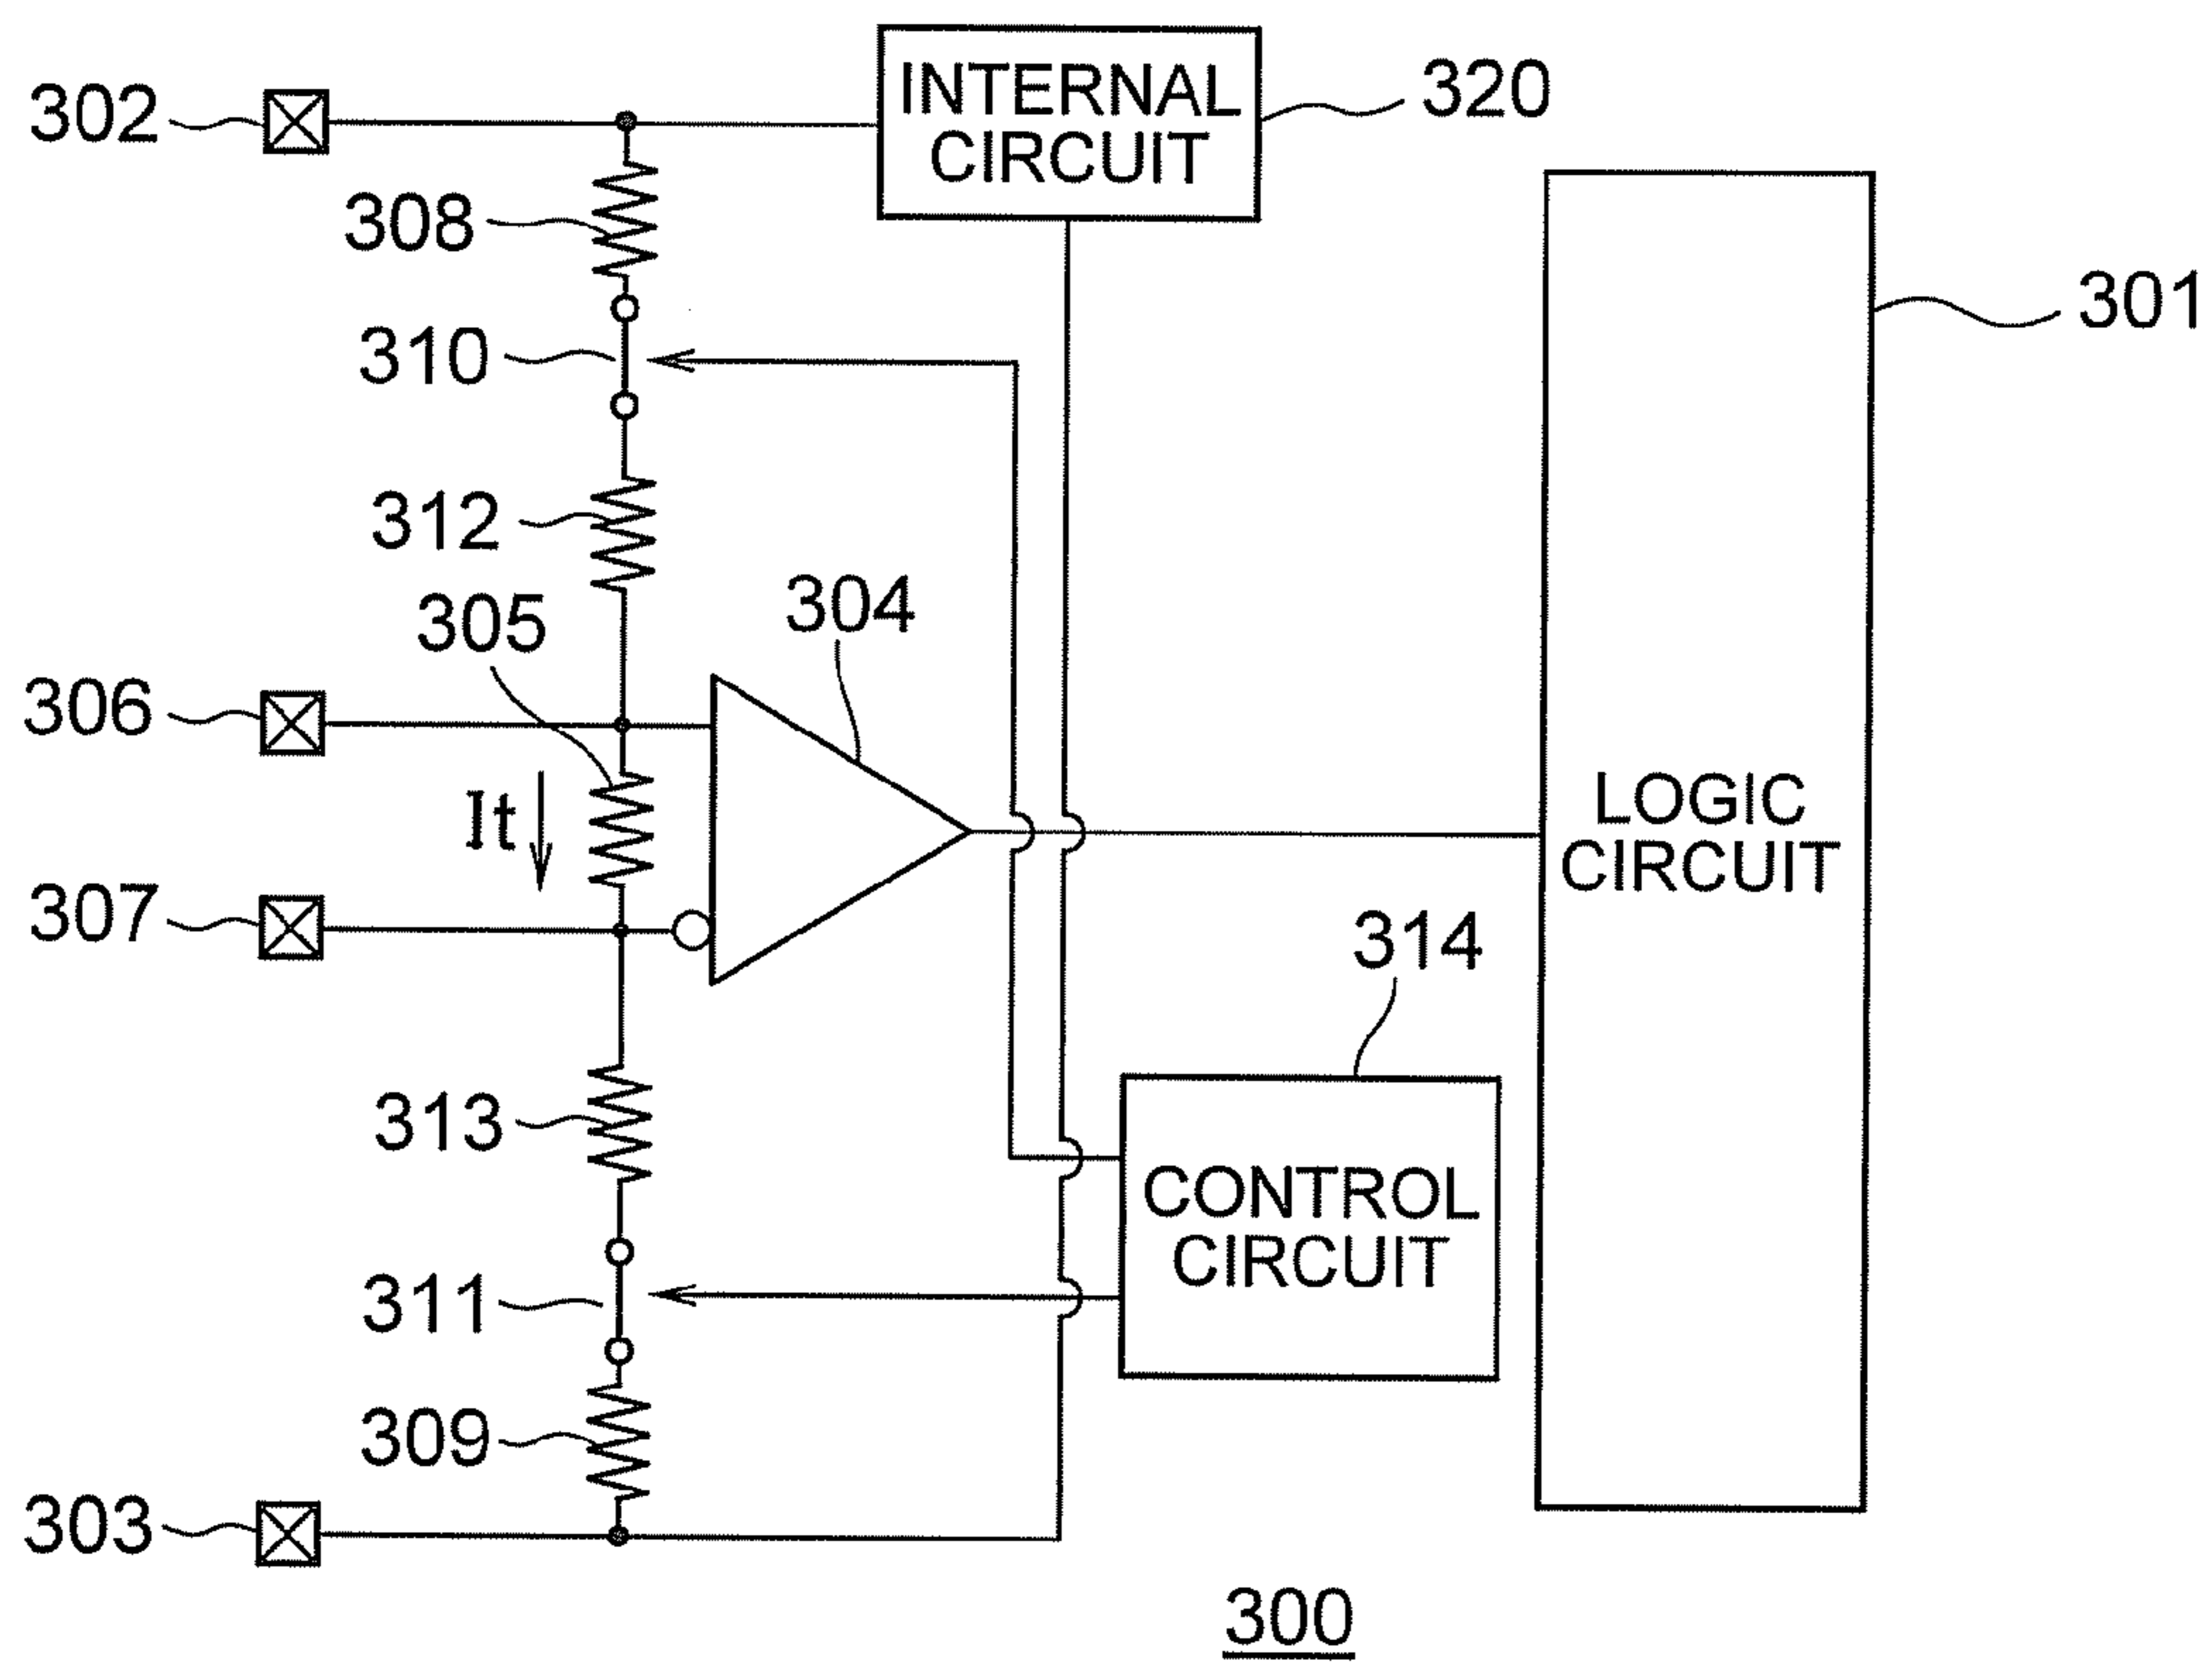 INTERNAL
CIRCUIT
320
302
308
301
310
312
305
304
306
It
LOGIC
CIRCUIT
307
314
313
CONTROL
CIRCUIT
311
309
303
300